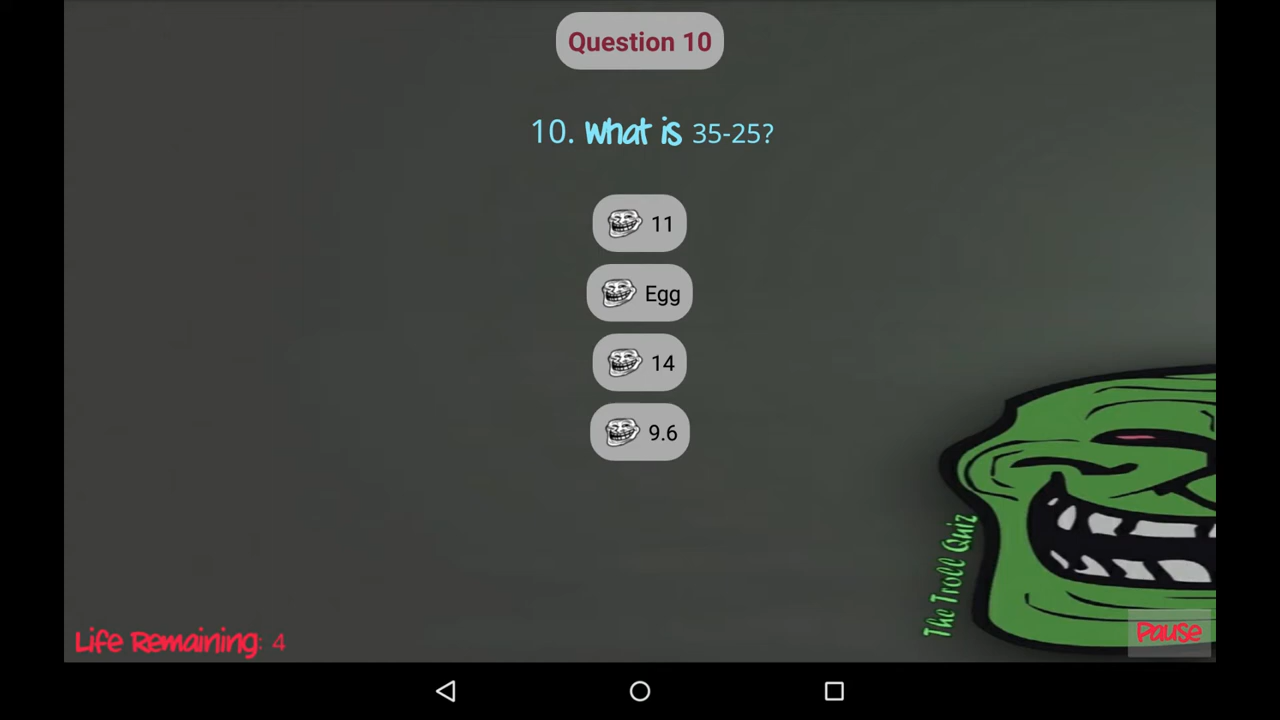 Question 10
10. What is 35-25?
11
Egg
14
9.6
The Troll Quiz
Life Remaining: 4
Pause